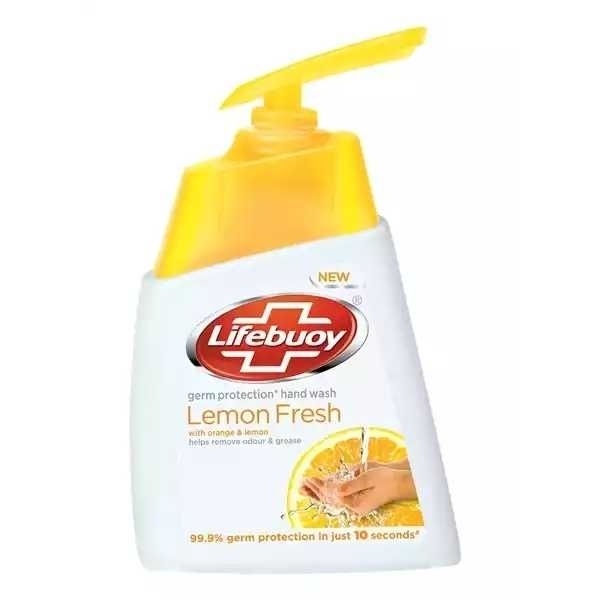 NEW
Lifebuoy®
germ protection* hand wash
Lemon Fresh
with orange & lemon
helps remove odour & grease
99.9% germ protection in just 10 seconds#